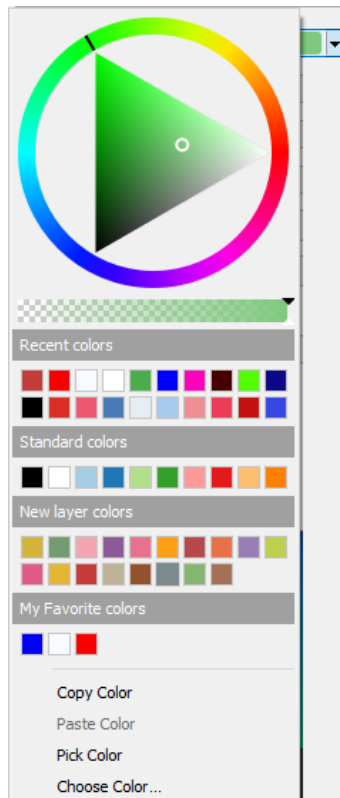 Recent colors
Standard colors
New layer colors
My Favorite colors
Copy Color
Paste Color
Pick Color
Choose Color...